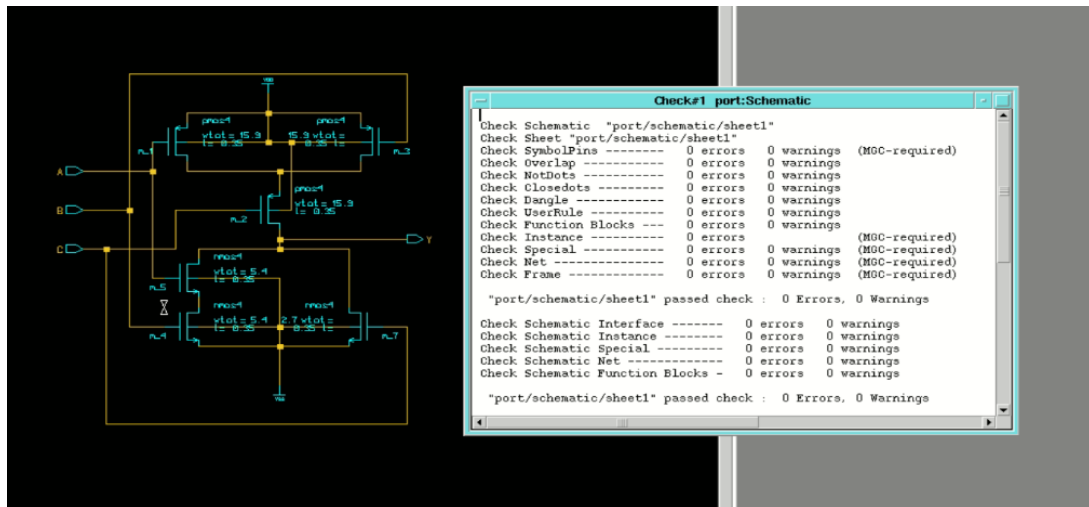 VDD
pmos4
pmos4
wtot= 15.9
15.9 wtot=
l= 0.35
0.35 l=
m_1
m_3
A
pmos4
B
wtot= 15.9
l= 0.35
m_2
Y
C
nmos4
wtot= 5.4
l= 0.35
m_5
nmos4
nmos4
wtot= 5.4
2.7 wtot=
l= 0.35
0.35 l=
m_4
m_7
VSS
Check#1 port:Schematic
Check Schematic "port/schematic/sheet1"
Check Sheet "port/schematic/sheet1"
Check SymbolPins -------- 0 errors 0 warnings (MGC-required)
Check Overlap ----------- 0 errors 0 warnings
Check NotDots ----------- 0 errors 0 warnings
Check Closedots --------- 0 errors 0 warnings
Check Dangle ------------ 0 errors 0 warnings
Check UserRule ---------- 0 errors 0 warnings
Check Function Blocks --- 0 errors 0 warnings
Check Instance ---------- 0 errors (MGC-required)
Check Special ----------- 0 errors 0 warnings (MGC-required)
Check Net --------------- 0 errors 0 warnings (MGC-required)
Check Frame ------------- 0 errors 0 warnings (MGC-required)
"port/schematic/sheet1" passed check : 0 Errors, 0 Warnings
Check Schematic Interface ------- 0 errors 0 warnings
Check Schematic Instance -------- 0 errors 0 warnings
Check Schematic Special --------- 0 errors 0 warnings
Check Schematic Net ------------- 0 errors 0 warnings
Check Schematic Function Blocks - 0 errors 0 warnings
"port/schematic/sheet1" passed check : 0 Errors, 0 Warnings